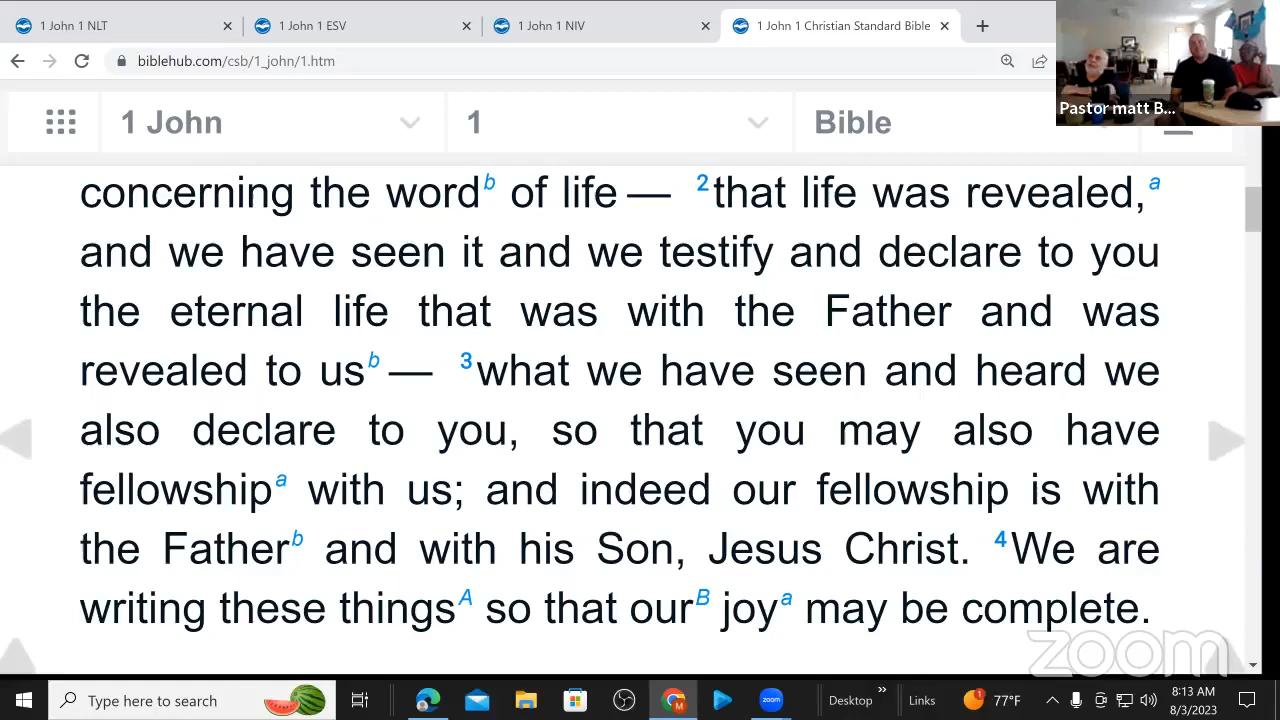 1 John 1 NLT
1 John 1 ESV
1 John 1 NIV
1 John 1 Christian Standard Bible
biblehub.com/csb/1_john/1.htm
Pastor matt B...
1 John
1
Bible
concerning the word b of life — 2 that life was revealed, a
and we have seen it and we testify and declare to you
the eternal life that was with the Father and was
revealed to us b — 3 what we have seen and heard we
also declare to you, so that you may also have
fellowship a with us; and indeed our fellowship is with
the Father b and with his Son, Jesus Christ. 4 We are
writing these things A so that our B joy a may be complete.
zoom
Type here to search
zoom
Desktop
Links
77°F
8:13 AM
8/3/2023